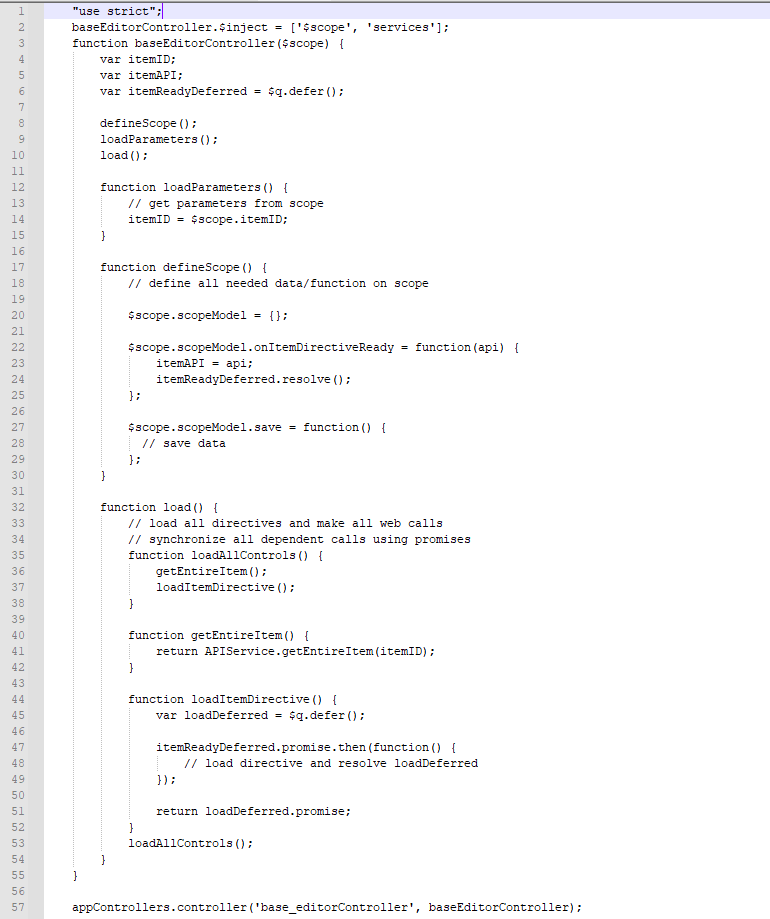 1 "use strict";
2 baseEditorController.$inject = ['$scope', 'services'];
3 function baseEditorController($scope) {
4     var itemID;
5     var itemAPI;
6     var itemReadyDeferred = $q.defer();
7
8     defineScope();
9     loadParameters();
10     load();
11
12     function loadParameters() {
13         // get parameters from scope
14         itemID = $scope.itemID;
15     }
16
17     function defineScope() {
18         // define all needed data/function on scope
19
20         $scope.scopeModel = {};
21
22         $scope.scopeModel.onItemDirectiveReady = function(api) {
23             itemAPI = api;
24             itemReadyDeferred.resolve();
25         };
26
27         $scope.scopeModel.save = function() {
28           // save data
29         };
30     }
31
32     function load() {
33         // load all directives and make all web calls
34         // synchronize all dependent calls using promises
35         function loadAllControls() {
36             getEntireItem();
37             loadItemDirective();
38         }
39
40         function getEntireItem() {
41             return APIService.getEntireItem(itemID);
42         }
43
44         function loadItemDirective() {
45             var loadDeferred = $q.defer();
46
47             itemReadyDeferred.promise.then(function() {
48                 // load directive and resolve loadDeferred
49             });
50
51             return loadDeferred.promise;
52         }
53         loadAllControls();
54     }
55 }
56
57 appControllers.controller('base_editorController', baseEditorController);